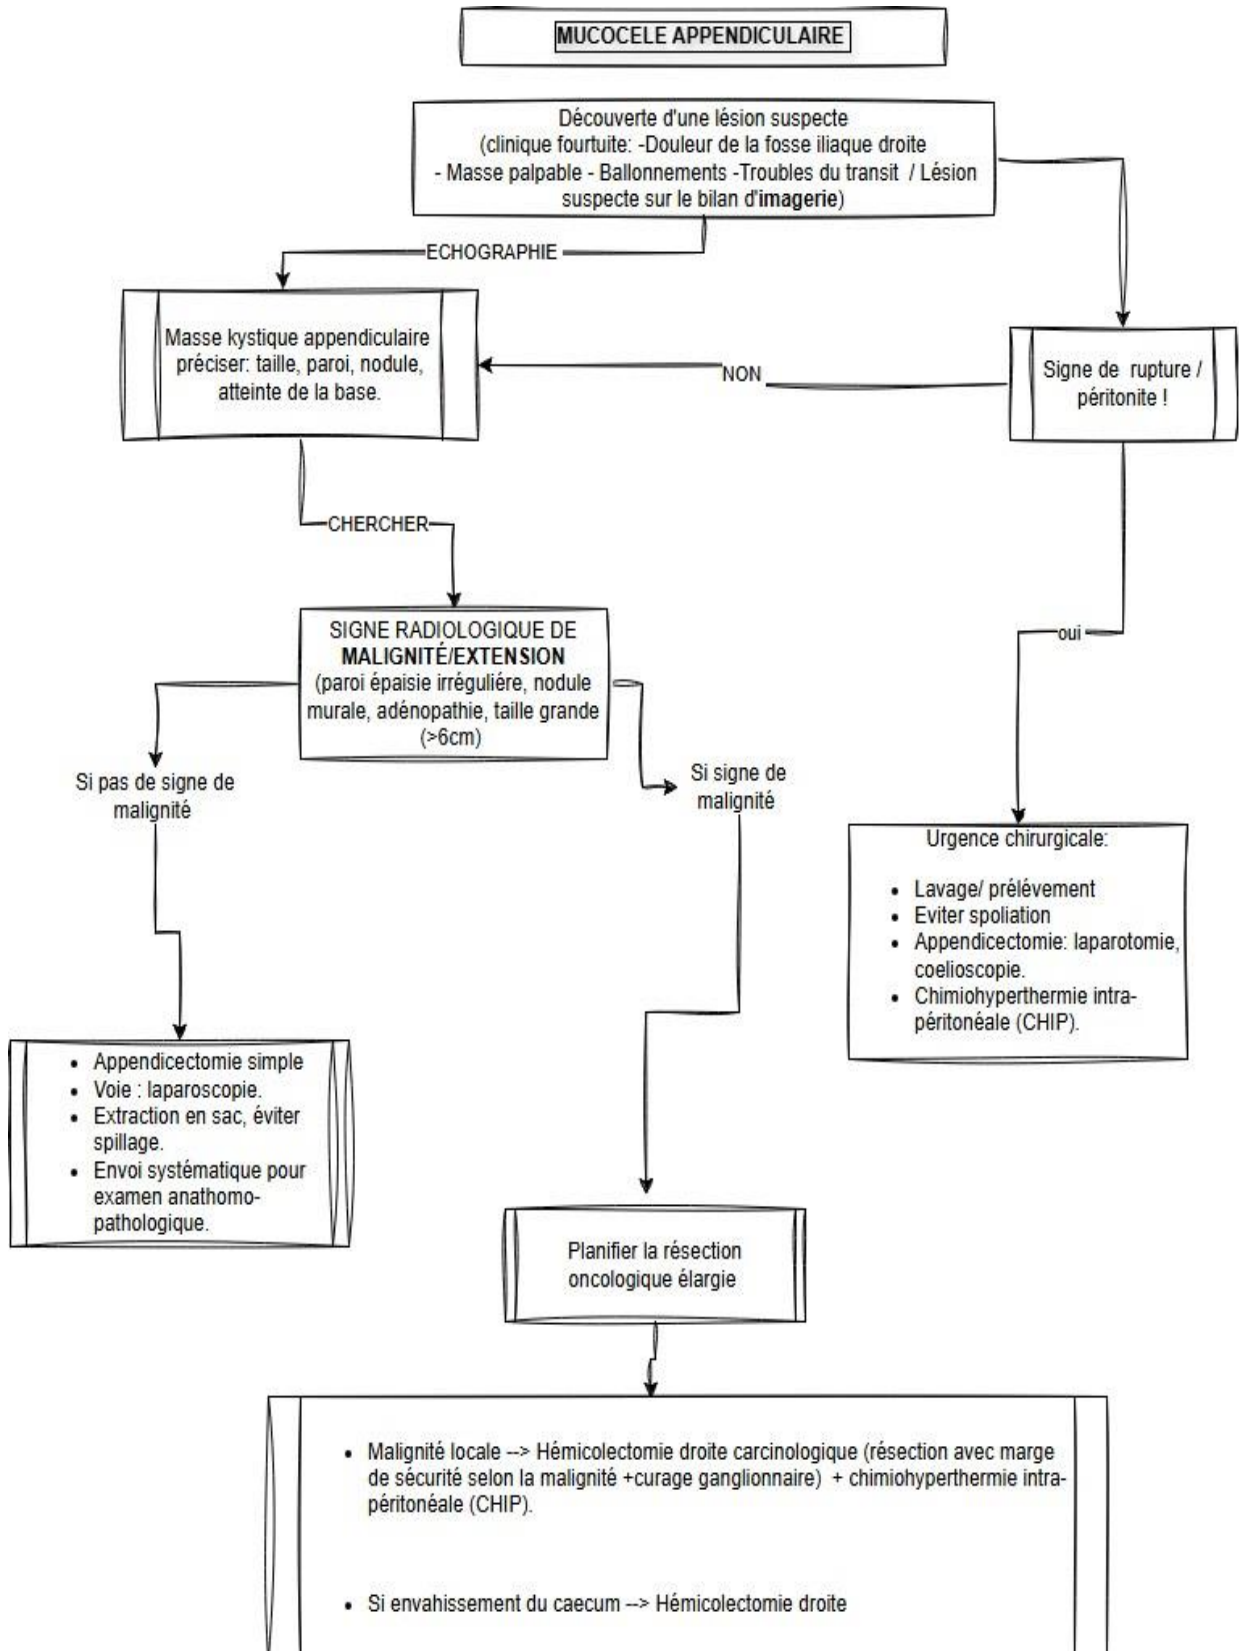 MUCOCELE APPENDICULAIRE
Découverte d'une lésion suspecte
(clinique fourtuite: -Douleur de la fosse iliaque droite
- Masse palpable - Ballonnements -Troubles du transit / Lésion
suspecte sur le bilan d'imagerie)
ECHOGRAPHIE
Masse kystique appendiculaire
préciser: taille, paroi, nodule,
atteinte de la base.
NON
Signe de rupture /
péritonite !
CHERCHER
oui
SIGNE RADIOLOGIQUE DE
MALIGNITÉ/EXTENSION
(paroi épaisie irréguliére, nodule
murale, adénopathie, taille grande
(>6cm)
Si pas de signe de
malignité
Si signe de
malignité
Urgence chirurgicale:
• Lavage/ prélévement
• Eviter spoliation
• Appendicectomie: laparotomie,
coelioscopie.
• Chimiohyperthermie intra-
péritonéale (CHIP).
• Appendicectomie simple
• Voie : laparoscopie.
• Extraction en sac, éviter
spillage.
• Envoi systématique pour
examen anathomo-
pathologique.
Planifier la résection
oncologique élargie
• Malignité locale --> Hémicolectomie droite carcinologique (résection avec marge
de sécurité selon la malignité +curage ganglionnaire) + chimiohyperthermie intra-
péritonéale (CHIP).
• Si envahissement du caecum --> Hémicolectomie droite